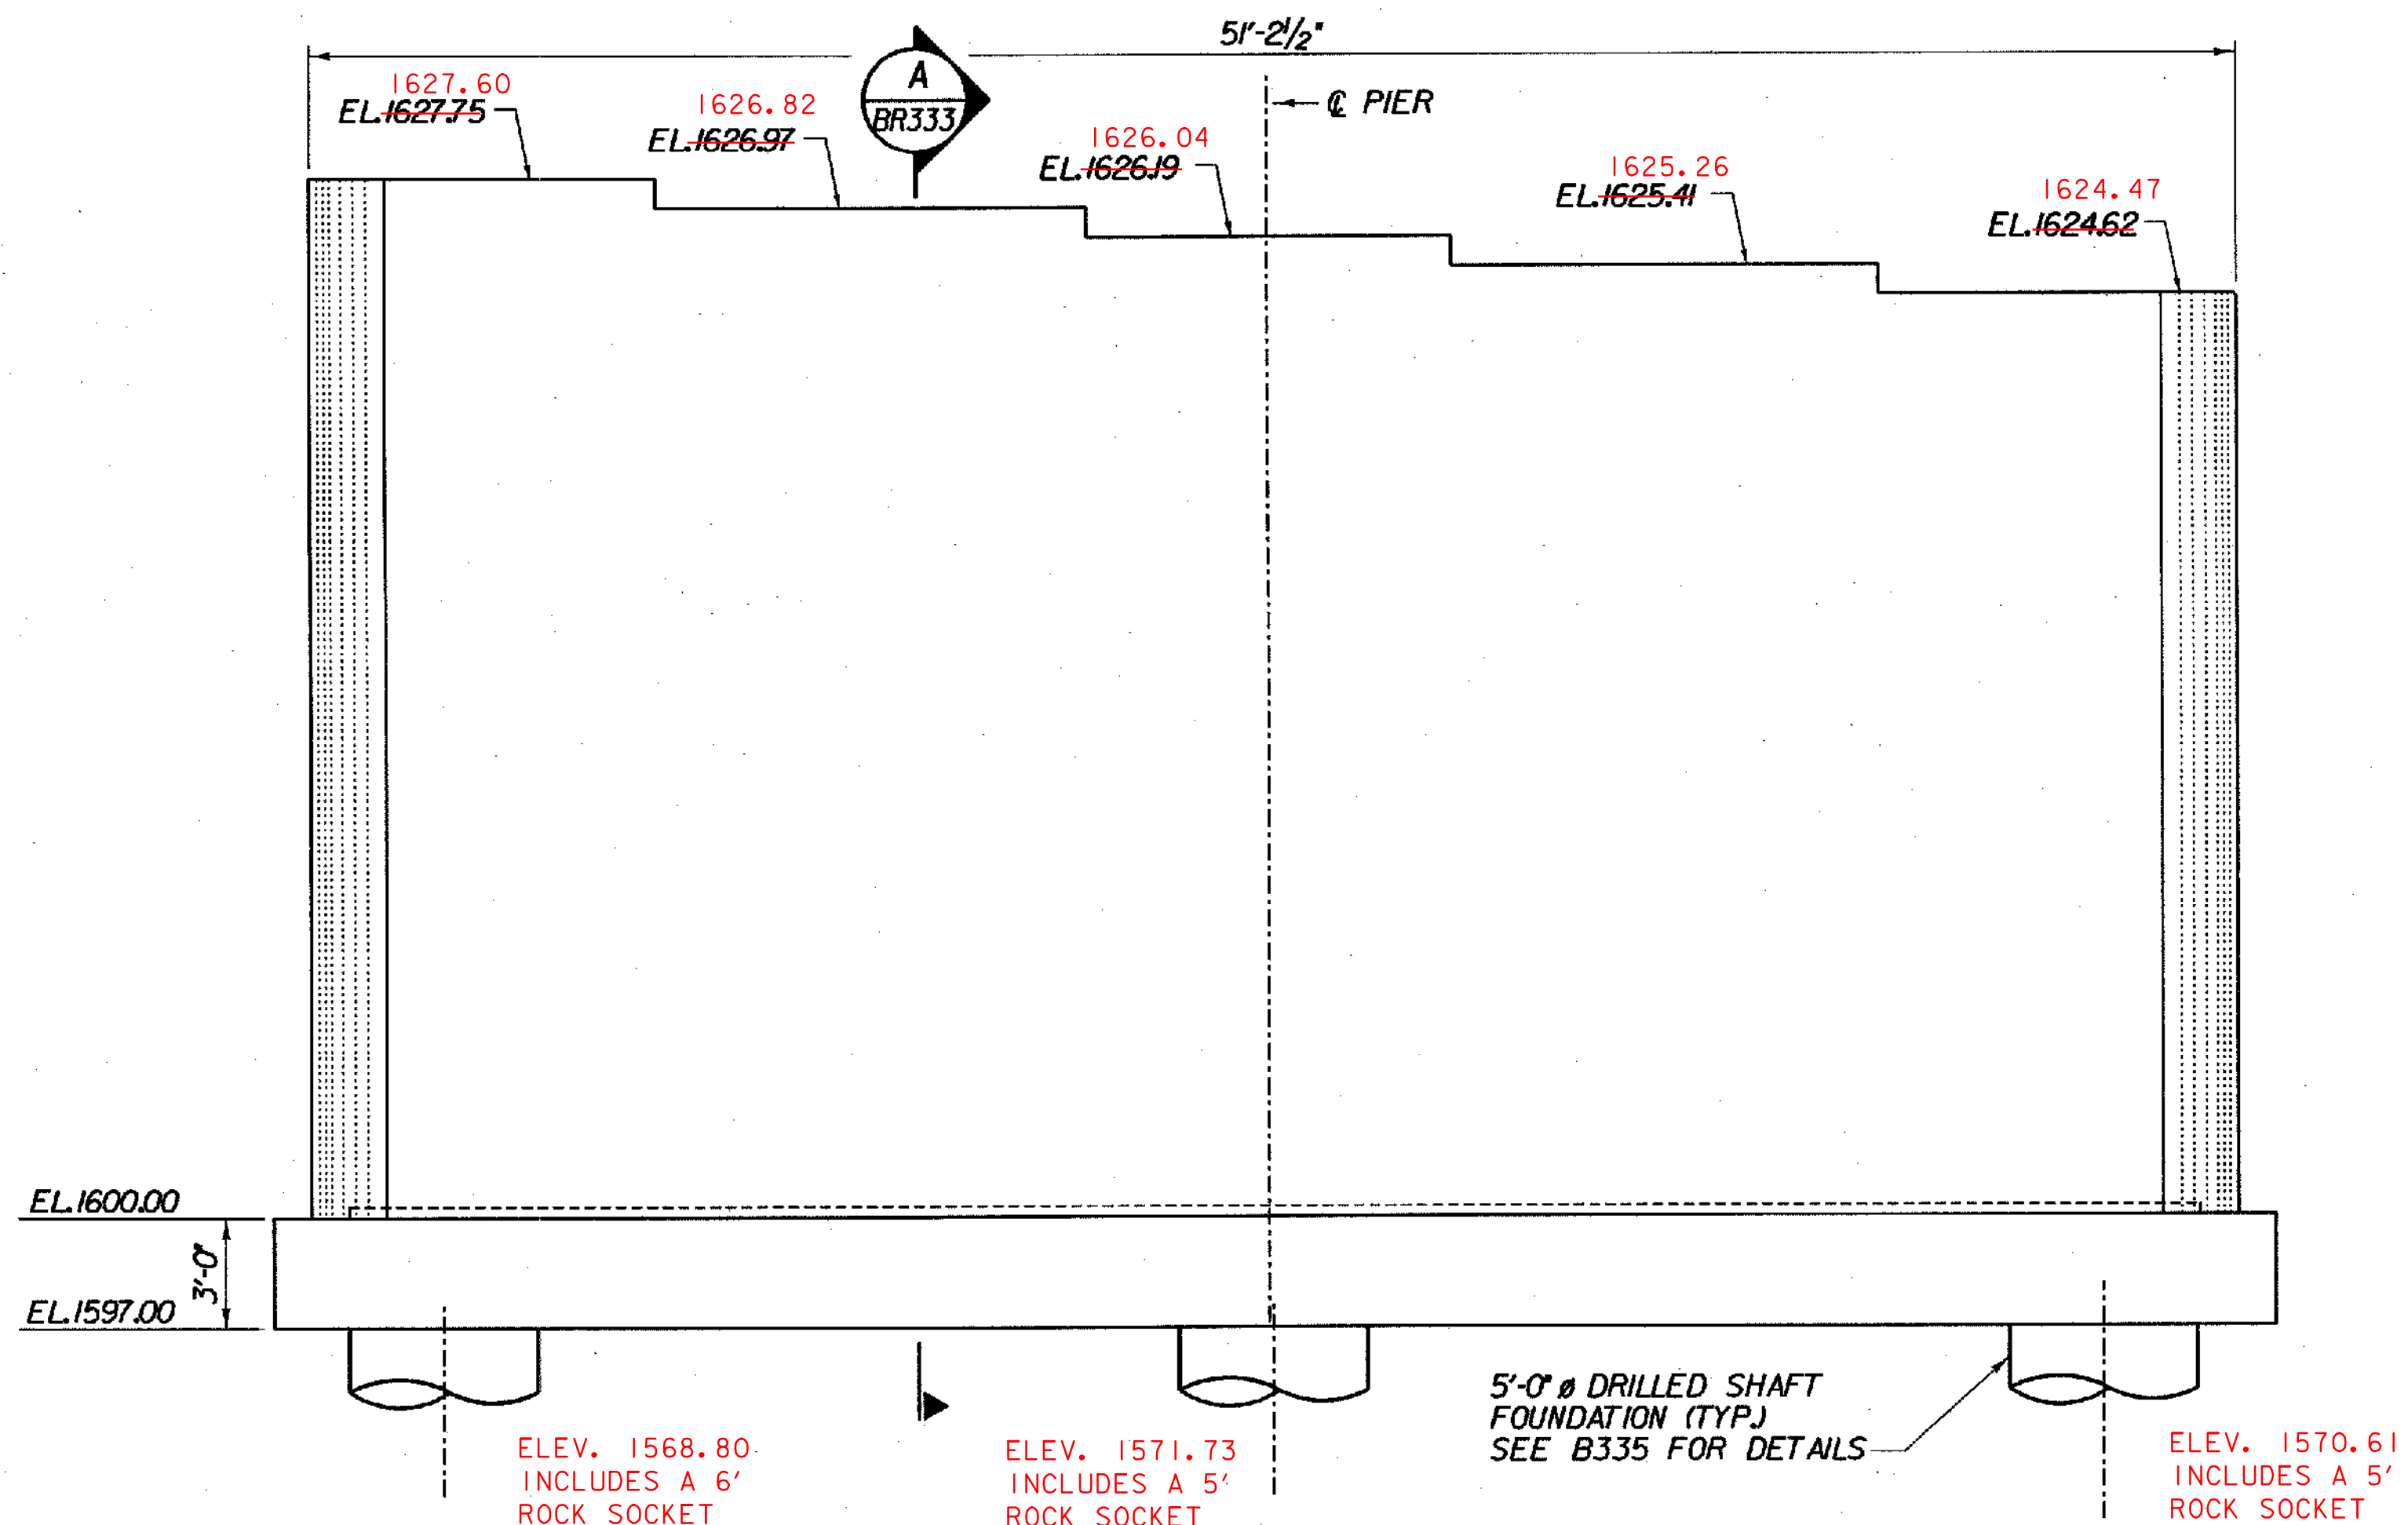 51'-2 1/2"
1627.60
EL.1627.75
1626.82
EL.1626.97
A
BR333
1626.04
EL.1626.19
℄ PIER
1625.26
EL.1625.41
1624.47
EL.1624.62
EL.1600.00
3'-0"
EL.1597.00
5'-0" ø DRILLED SHAFT
FOUNDATION (TYP.)
SEE B335 FOR DETAILS
ELEV. 1568.80
INCLUDES A 6'
ROCK SOCKET
ELEV. 1571.73
INCLUDES A 5'
ROCK SOCKET
ELEV. 1570.61
INCLUDES A 5'
ROCK SOCKET